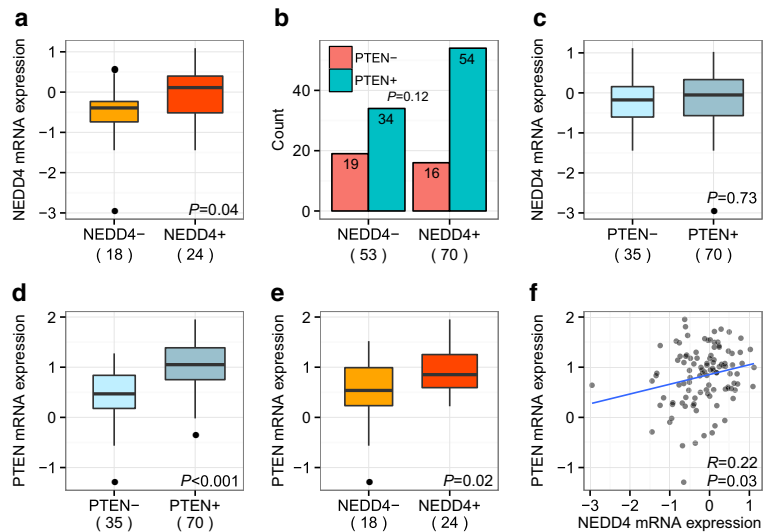 a
NEDD4 mRNA expression
1
0
−1
−2
−3
P=0.04
NEDD4− NEDD4+
( 18 ) ( 24 )
b
Count
40
20
0
PTEN−
PTEN+
P=0.12
19 34 16 54
NEDD4− NEDD4+
( 53 ) ( 70 )
c
NEDD4 mRNA expression
1
0
−1
−2
−3
P=0.73
PTEN− PTEN+
( 35 ) ( 70 )
d
PTEN mRNA expression
2
1
0
−1
P<0.001
PTEN− PTEN+
( 35 ) ( 70 )
e
PTEN mRNA expression
2
1
0
−1
P=0.02
NEDD4− NEDD4+
( 18 ) ( 24 )
f
PTEN mRNA expression
2
1
0
−1
R=0.22
P=0.03
−3 −2 −1 0 1
NEDD4 mRNA expression